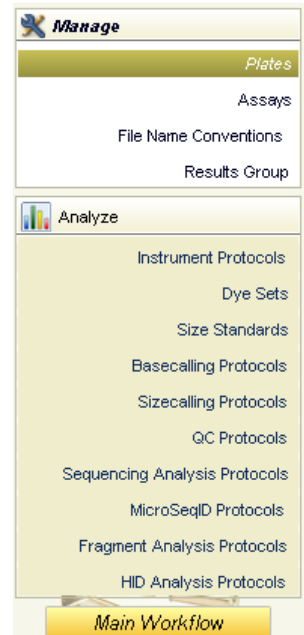 Manage
Plates
Assays
File Name Conventions
Results Group
Analyze
Instrument Protocols
Dye Sets
Size Standards
Basecalling Protocols
Sizecalling Protocols
QC Protocols
Sequencing Analysis Protocols
MicroSeqID Protocols
Fragment Analysis Protocols
HID Analysis Protocols
Main Workflow